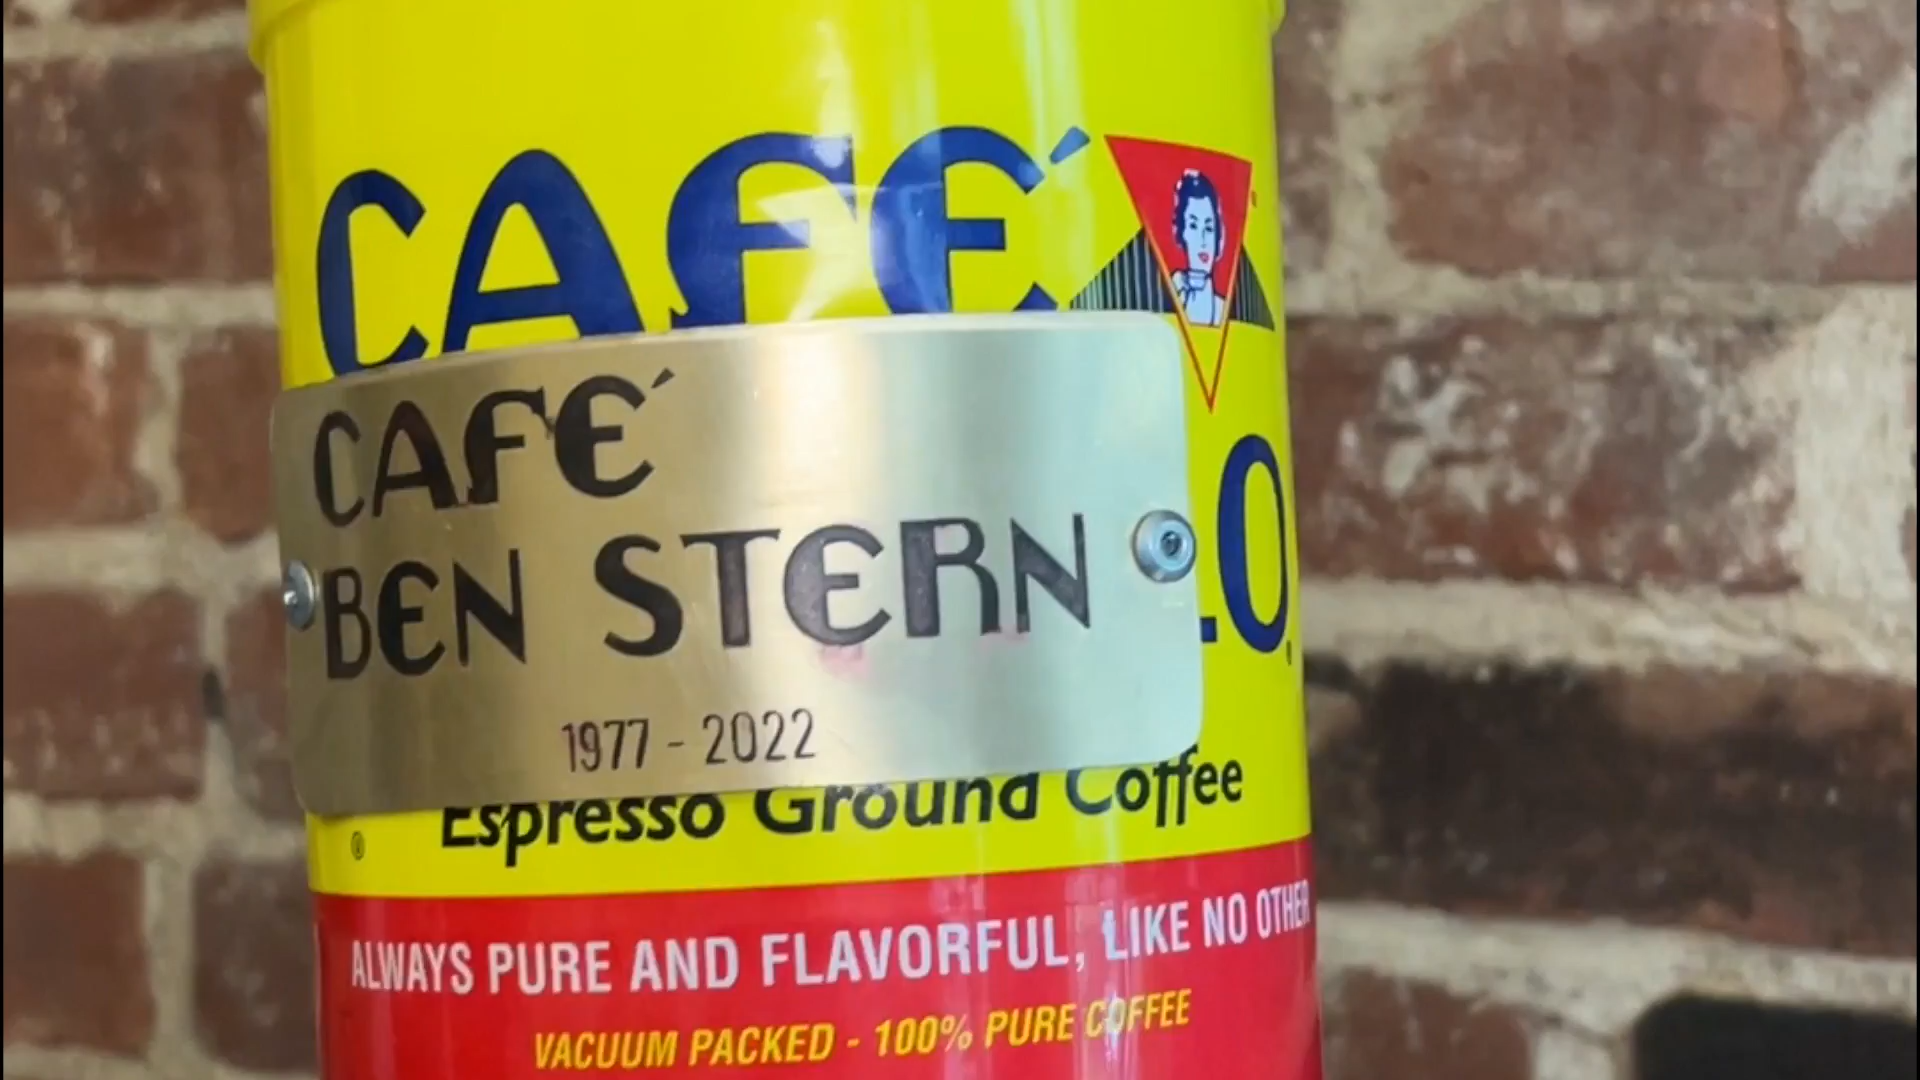 CAFÉ
CAFÉ
BEN STERN
1977 - 2022
LO
Espresso Ground Coffee
ALWAYS PURE AND FLAVORFUL, LIKE NO OTHER
VACUUM PACKED - 100% PURE COFFEE